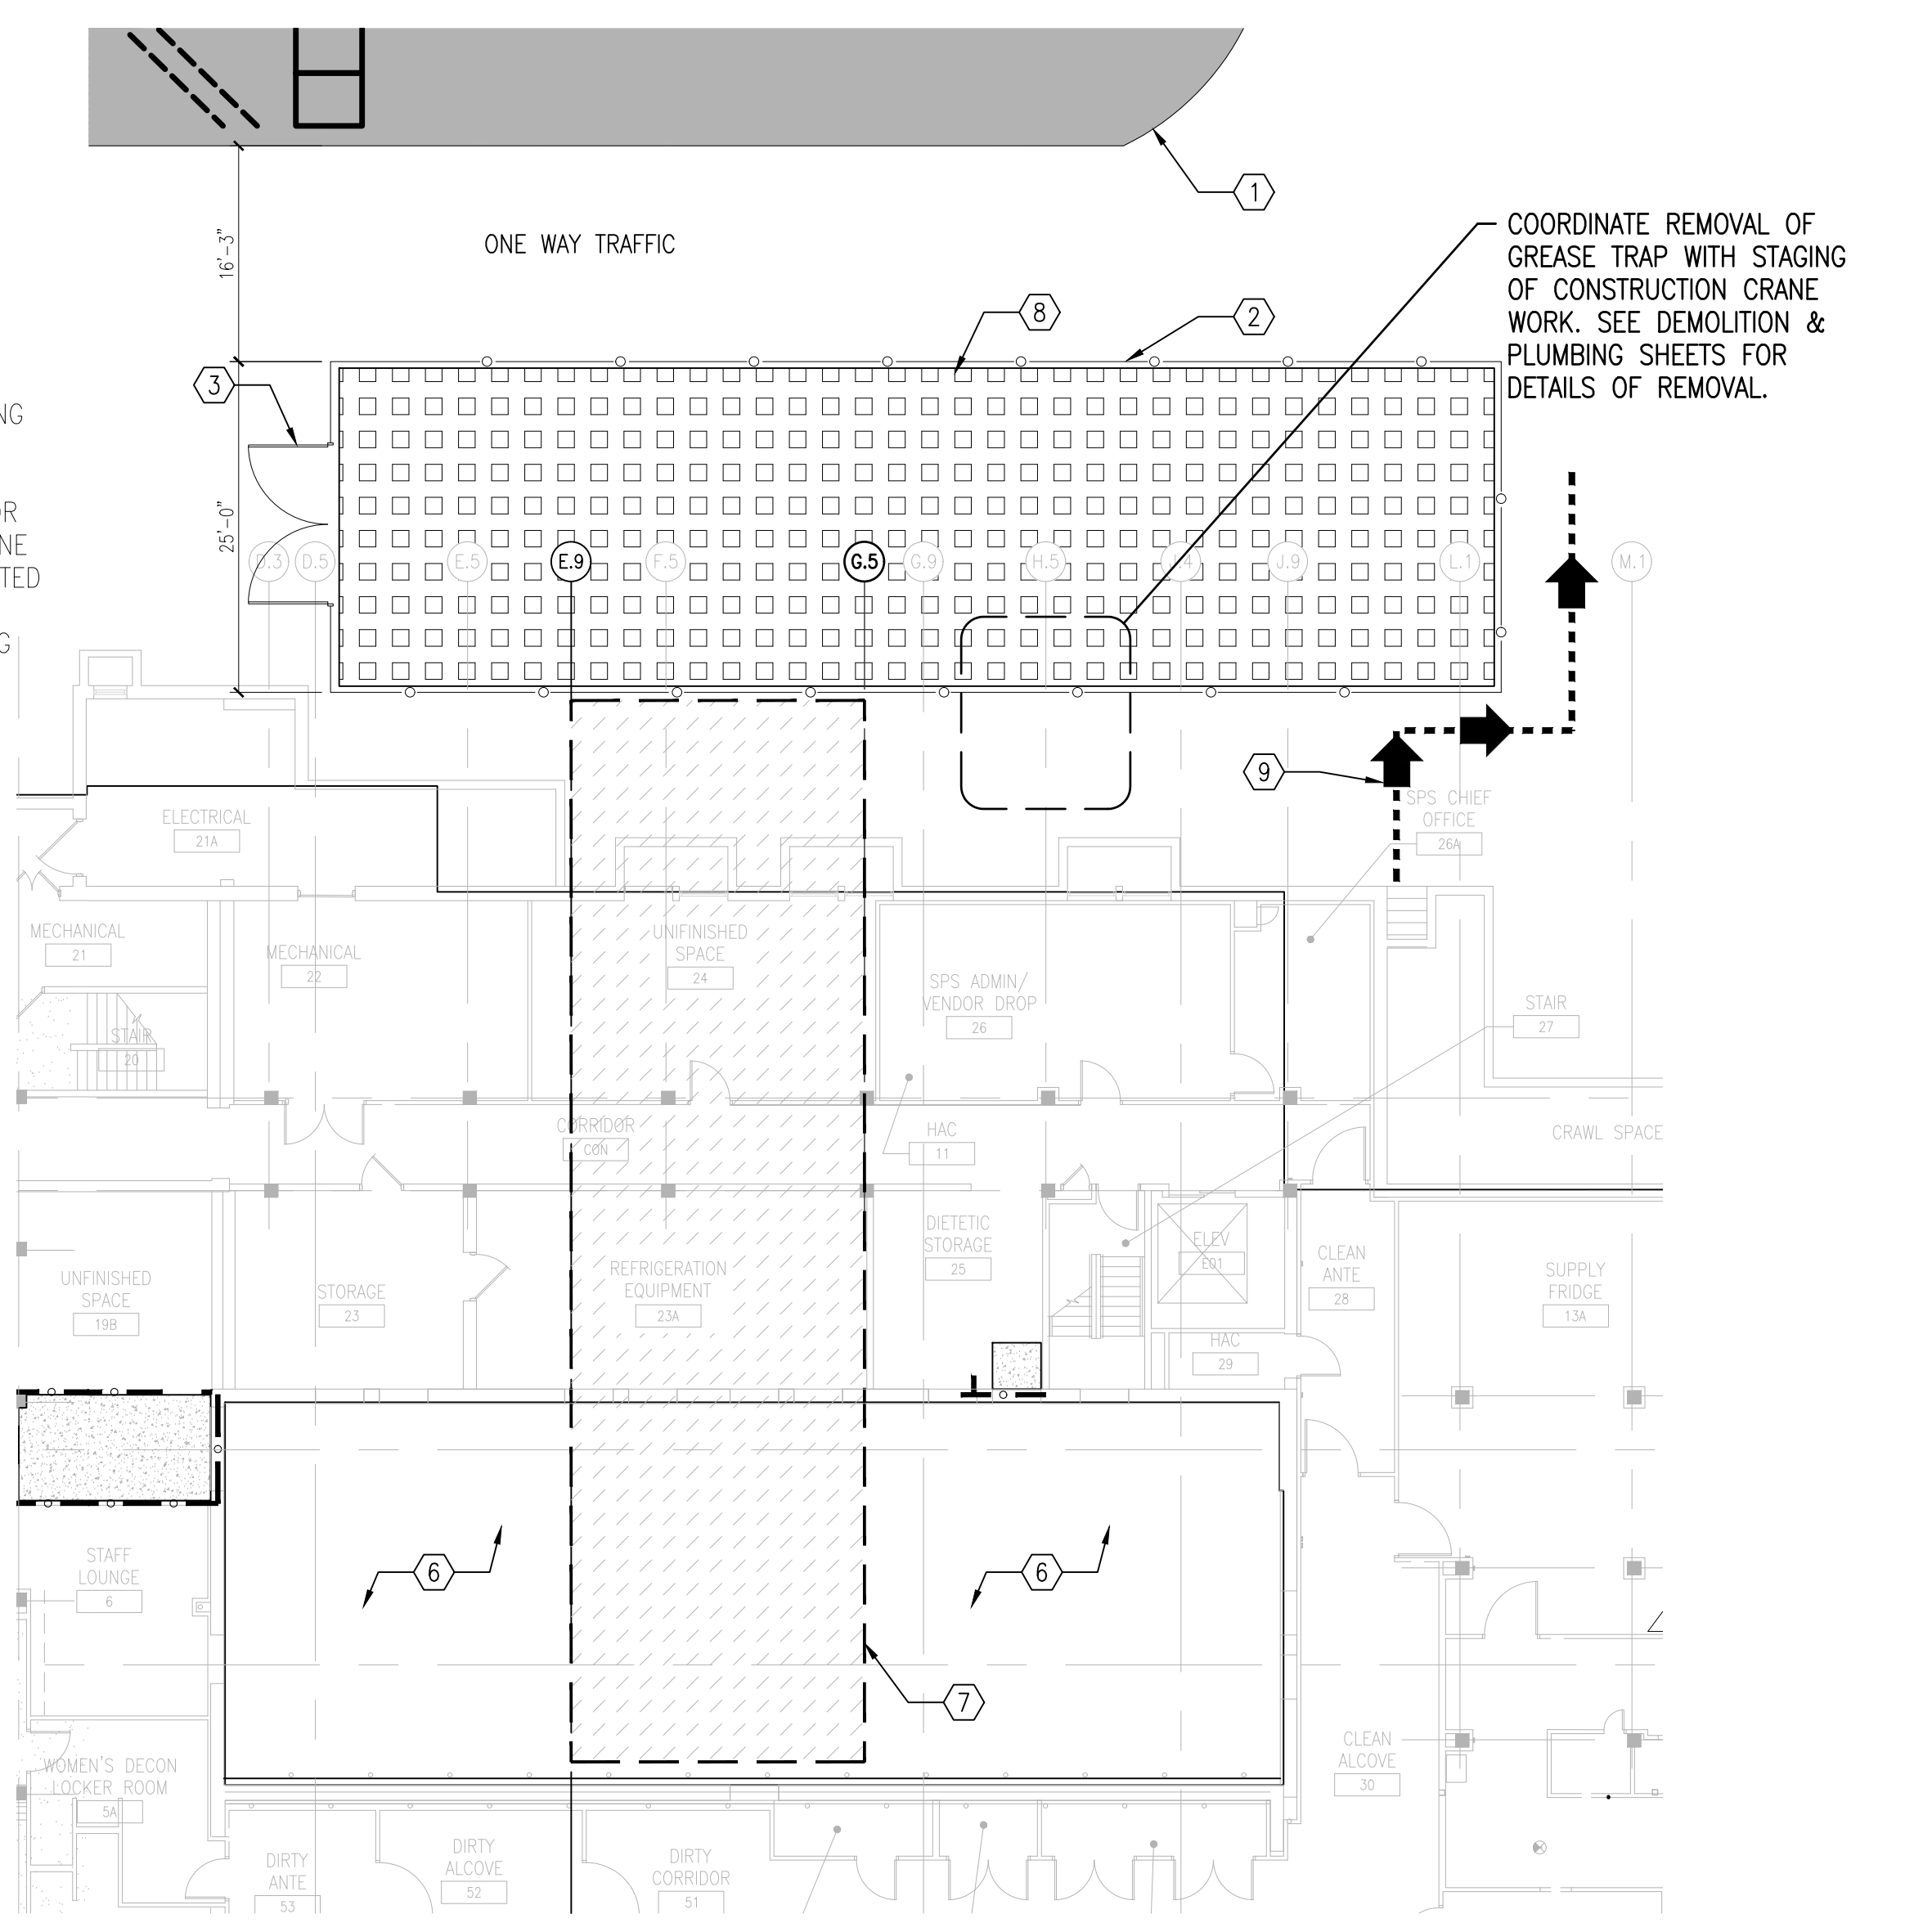 1
16'-3"
ONE WAY TRAFFIC
COORDINATE REMOVAL OF
GREASE TRAP WITH STAGING
OF CONSTRUCTION CRANE
WORK. SEE DEMOLITION &
PLUMBING SHEETS FOR
DETAILS OF REMOVAL.
8
2
3
NG
OR
NE
TED
25'-0"
D.3
D.5
E.5
E.9
F.5
G.5
G.9
H.5
J.9
L.1
M.1
9
SPS CHIEF
OFFICE
26A
ELECTRICAL
21A
MECHANICAL
21
MECHANICAL
22
UNIFINISHED
SPACE
24
SPS ADMIN/
VENDOR DROP
26
STAIR
27
STAIR
20
CORRIDOR
CON
HAC
11
CRAWL SPACE
DIETETIC
STORAGE
25
ELEV
E01
CLEAN
ANTE
28
SUPPLY
FRIDGE
13A
UNFINISHED
SPACE
19B
STORAGE
23
REFRIGERATION
EQUIPMENT
23A
HAC
29
STAFF
LOUNGE
6
6
6
7
WOMEN'S DECON
LOCKER ROOM
5A
CLEAN
ALCOVE
30
DIRTY
ANTE
53
DIRTY
ALCOVE
52
DIRTY
CORRIDOR
51